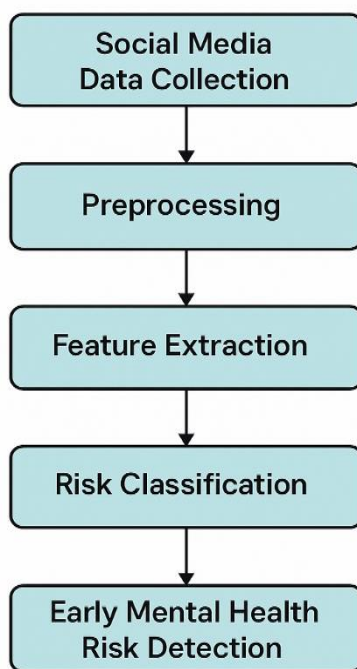 Social Media
Data Collection
Preprocessing
Feature Extraction
Risk Classification
Early Mental Health
Risk Detection